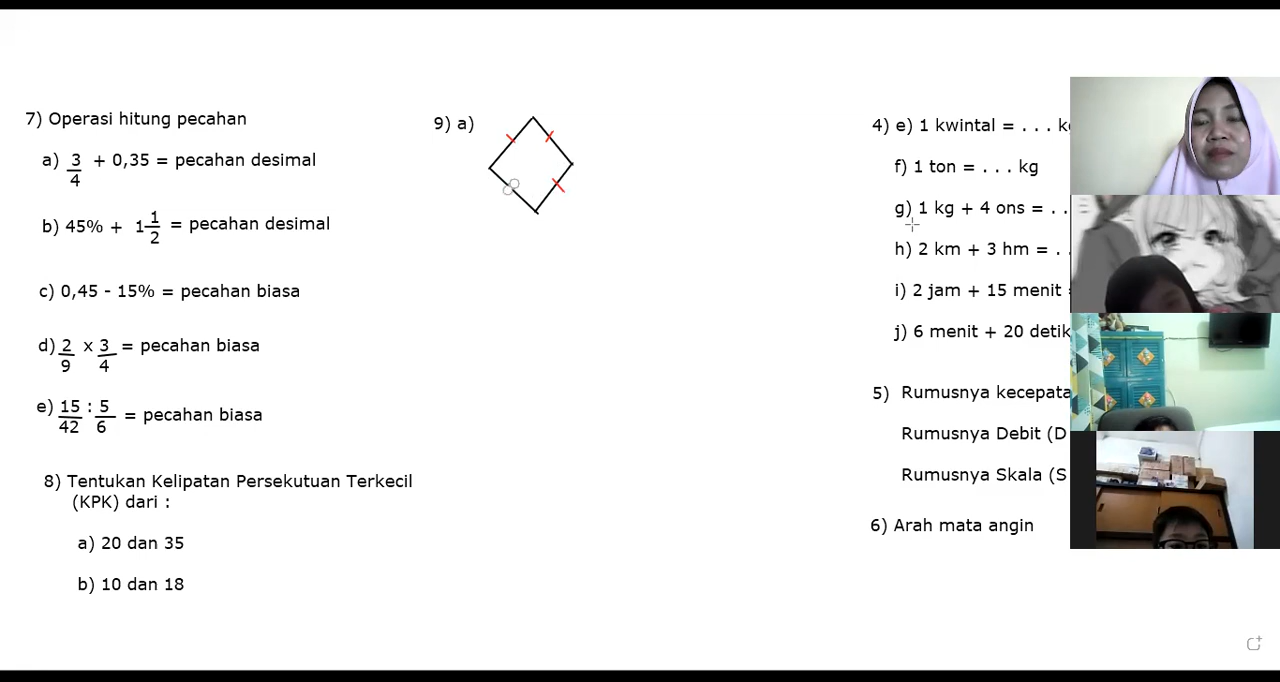 7) Operasi hitung pecahan
a) 3/4 + 0,35 = pecahan desimal
b) 45% + 1 1/2 = pecahan desimal
c) 0,45 - 15% = pecahan biasa
d) 2/9 x 3/4 = pecahan biasa
e) 15/42 : 5/6 = pecahan biasa
8) Tentukan Kelipatan Persekutuan Terkecil
(KPK) dari :
a) 20 dan 35
b) 10 dan 18
9) a)
4) e) 1 kwintal = . . .
f) 1 ton = . . . kg
g) 1 kg + 4 ons = . .
h) 2 km + 3 hm = . .
i) 2 jam + 15 menit
j) 6 menit + 20 detik
5) Rumusnya
Rumusnya Debit (D
Rumusnya Skala (S
6) Arah mata angin